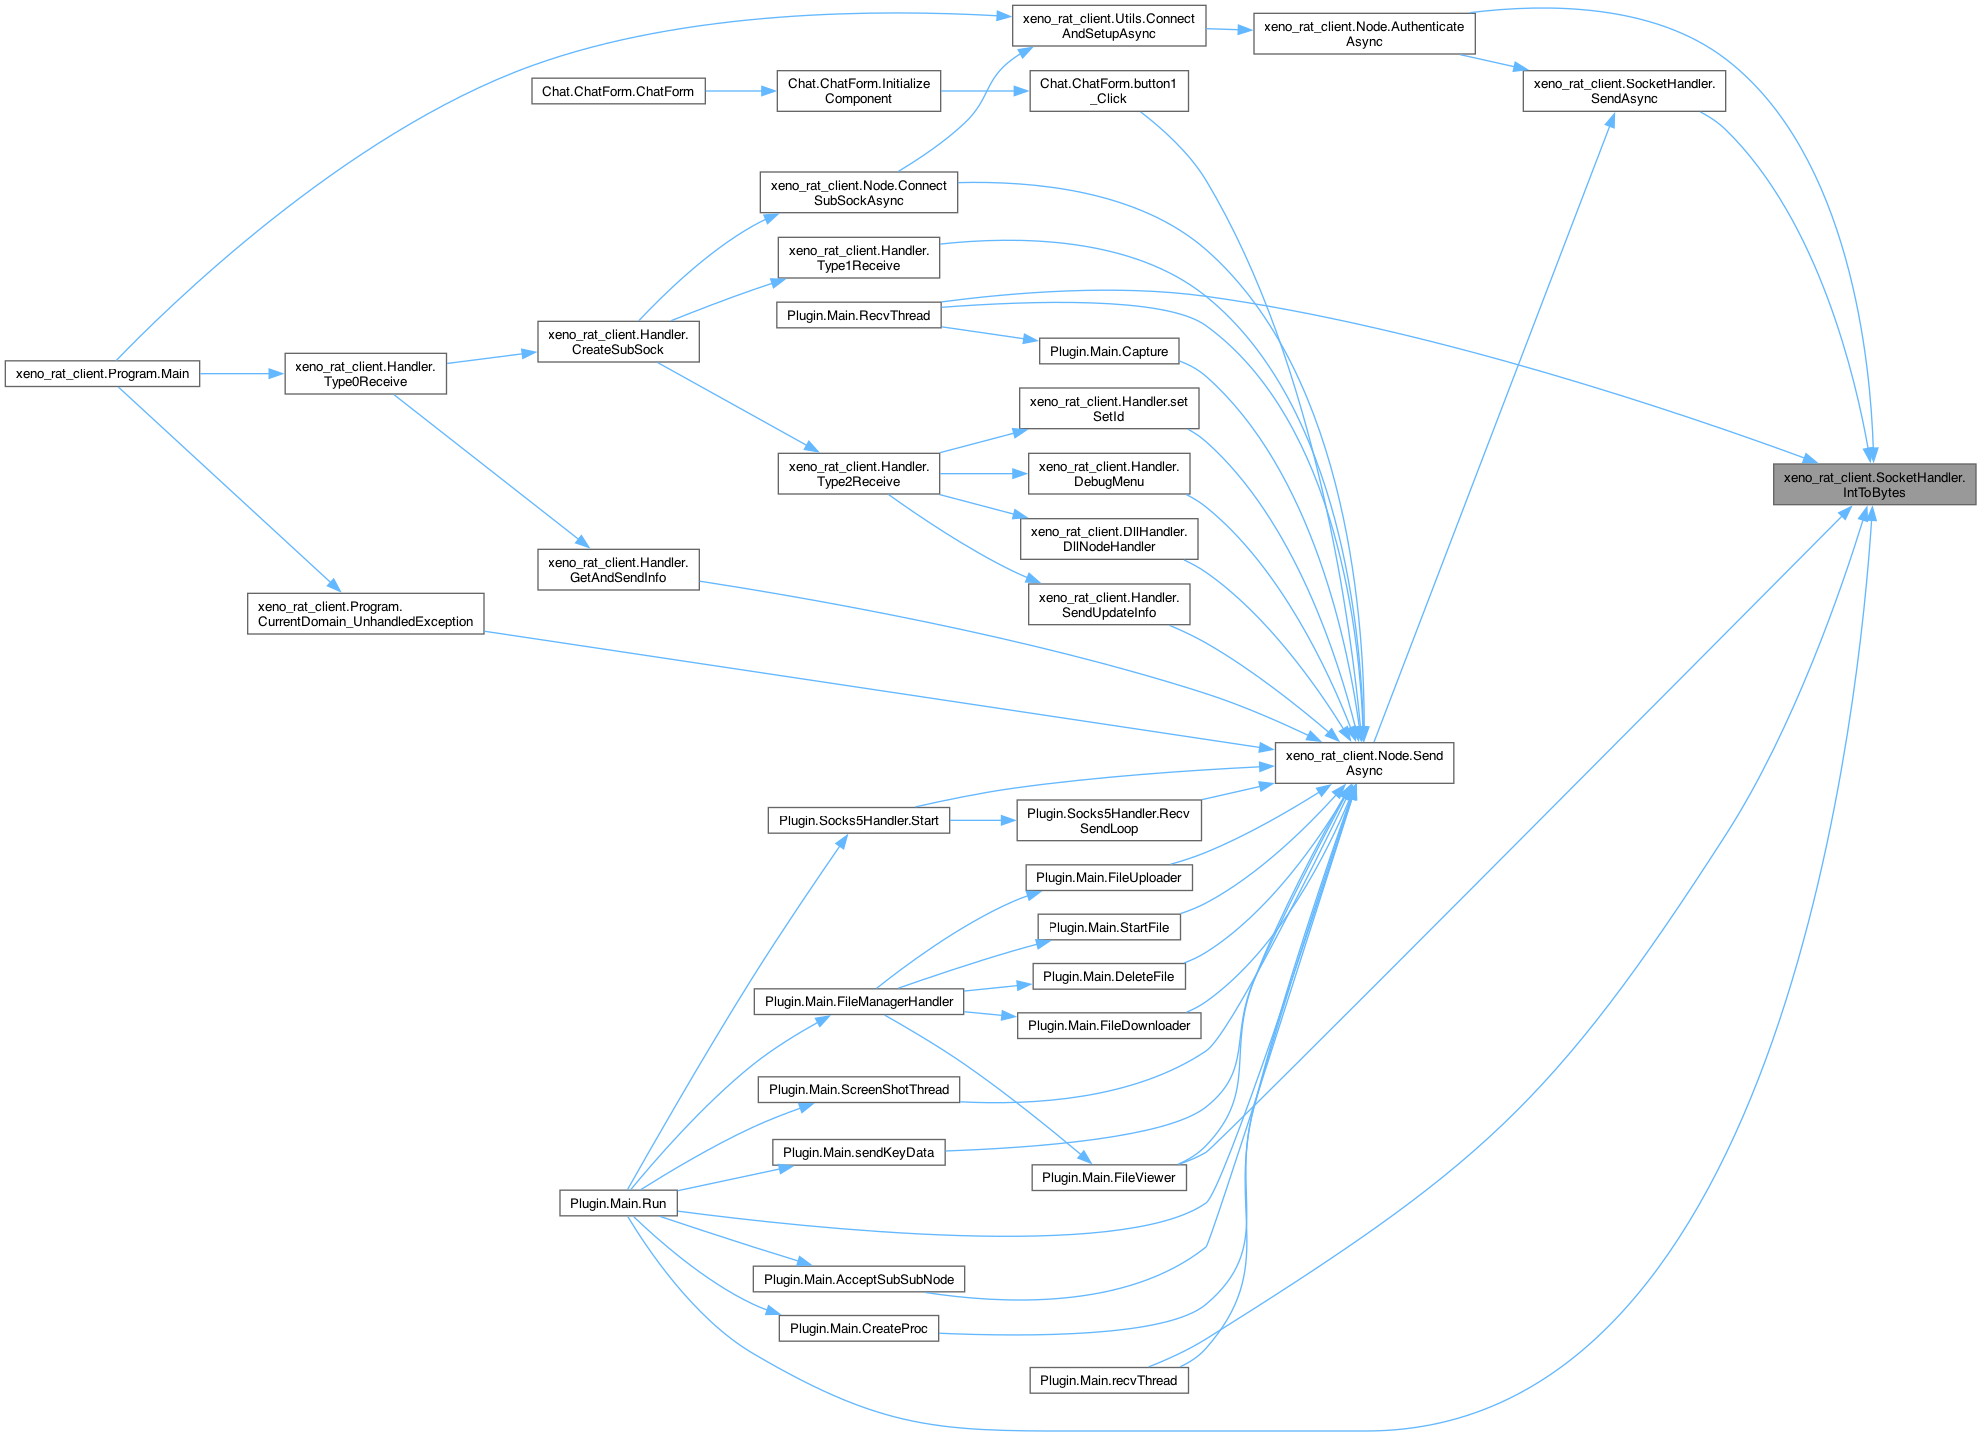 xeno_rat_client.Utils.Connect
AndSetupAsync
xeno_rat_client.Node.Authenticate
Async
Chat.ChatForm.ChatForm
Chat.ChatForm.Initialize
Component
Chat.ChatForm.button1
_Click
xeno_rat_client.SocketHandler.
SendAsync
xeno_rat_client.Node.Connect
SubSockAsync
xeno_rat_client.Handler.
Type1Receive
Plugin.Main.RecvThread
xeno_rat_client.Handler.
CreateSubSock
Plugin.Main.Capture
xeno_rat_client.Program.Main
xeno_rat_client.Handler.
Type0Receive
xeno_rat_client.Handler.set
SetId
xeno_rat_client.Handler.
Type2Receive
xeno_rat_client.Handler.
DebugMenu
xeno_rat_client.SocketHandler.
IntToBytes
xeno_rat_client.DllHandler.
DllNodeHandler
xeno_rat_client.Handler.
GetAndSendInfo
xeno_rat_client.Program.
CurrentDomain_UnhandledException
xeno_rat_client.Handler.
SendUpdateInfo
xeno_rat_client.Node.Send
Async
Plugin.Socks5Handler.Start
Plugin.Socks5Handler.Recv
SendLoop
Plugin.Main.FileUploader
Plugin.Main.StartFile
Plugin.Main.DeleteFile
Plugin.Main.FileManagerHandler
Plugin.Main.FileDownloader
Plugin.Main.ScreenShotThread
Plugin.Main.sendKeyData
Plugin.Main.FileViewer
Plugin.Main.Run
Plugin.Main.AcceptSubSubNode
Plugin.Main.CreateProc
Plugin.Main.recvThread